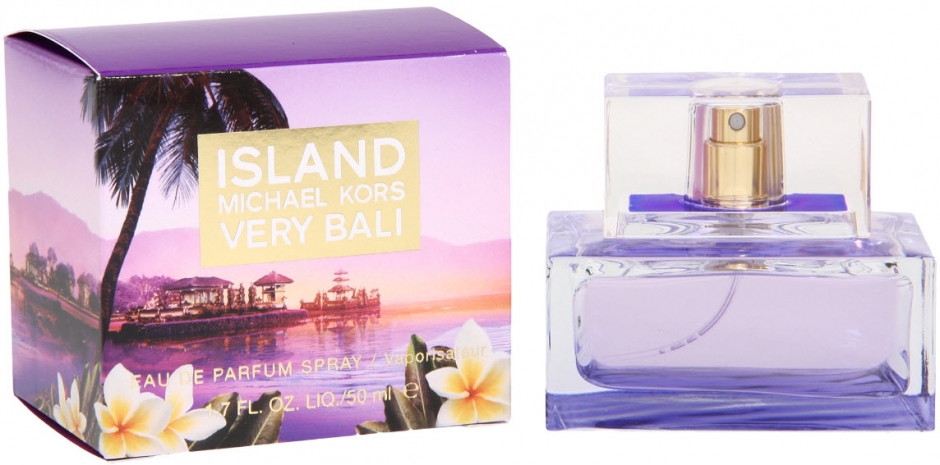 ISLAND
MICHAEL KORS
VERY BALI
EAU DE PARFUM SPRAY / Vaporisateur
1.7 FL. OZ. LIQ./50 ml ℮